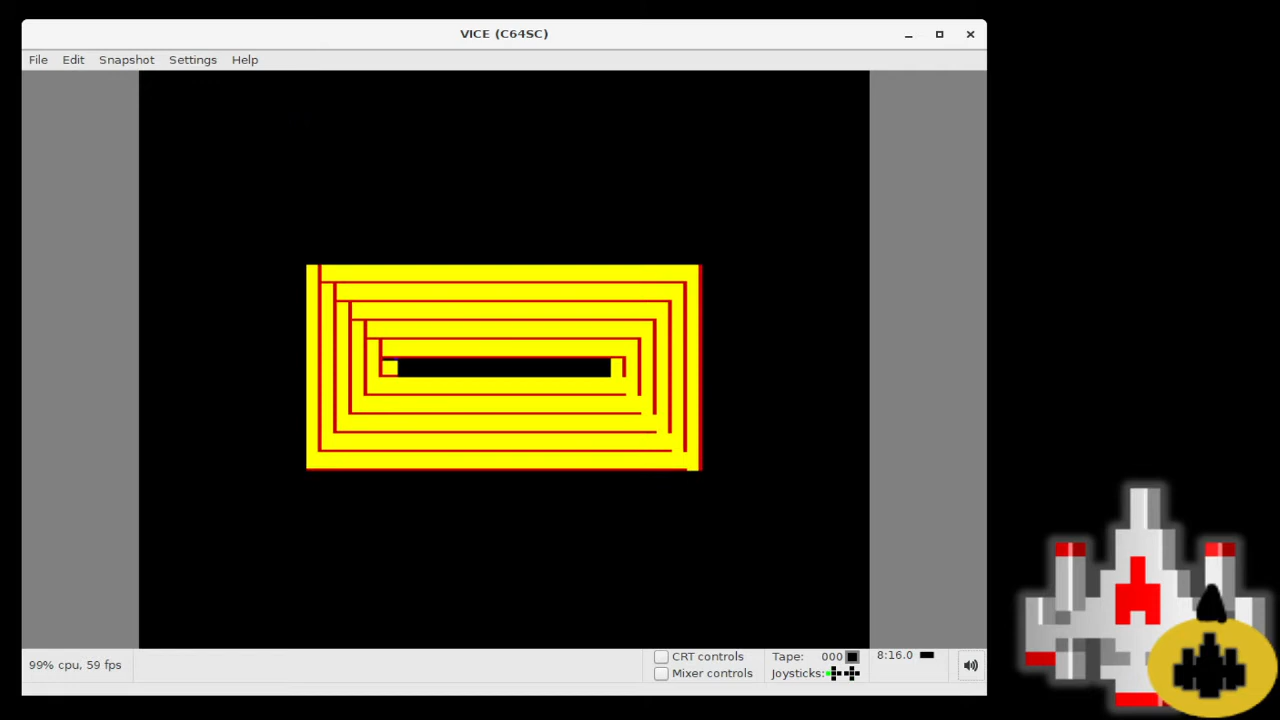 VICE (C64SC)
File Edit Snapshot Settings Help
99% cpu, 59 fps
CRT controls
Mixer controls
Tape: 000
Joysticks:
8:16.0